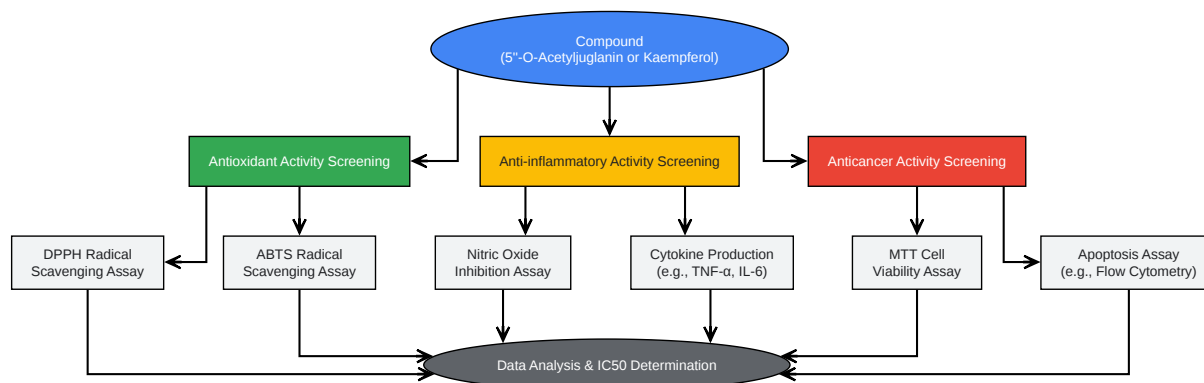 Compound
(5''-O-Acetyljuglanin or Kaempferol)
Antioxidant Activity Screening
Anti-inflammatory Activity Screening
Anticancer Activity Screening
DPPH Radical
Scavenging Assay
ABTS Radical
Scavenging Assay
Nitric Oxide
Inhibition Assay
Cytokine Production
(e.g., TNF-α, IL-6)
MTT Cell
Viability Assay
Apoptosis Assay
(e.g., Flow Cytometry)
Data Analysis & IC50 Determination